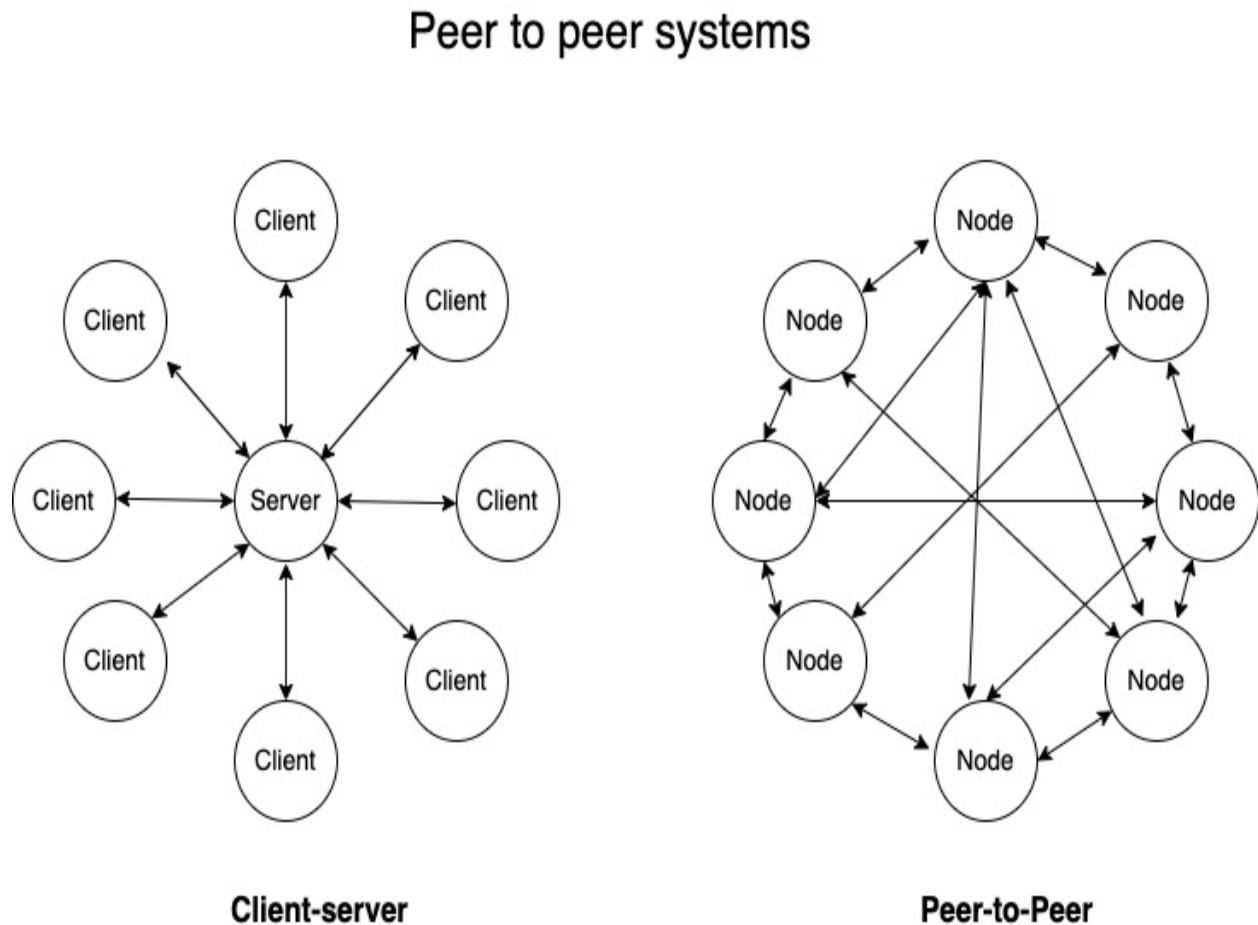 Peer to peer systems
Client
Client
Client
Client
Server
Client
Client
Client
Client
Client-server
Node
Node
Node
Node
Node
Node
Node
Node
Peer-to-Peer